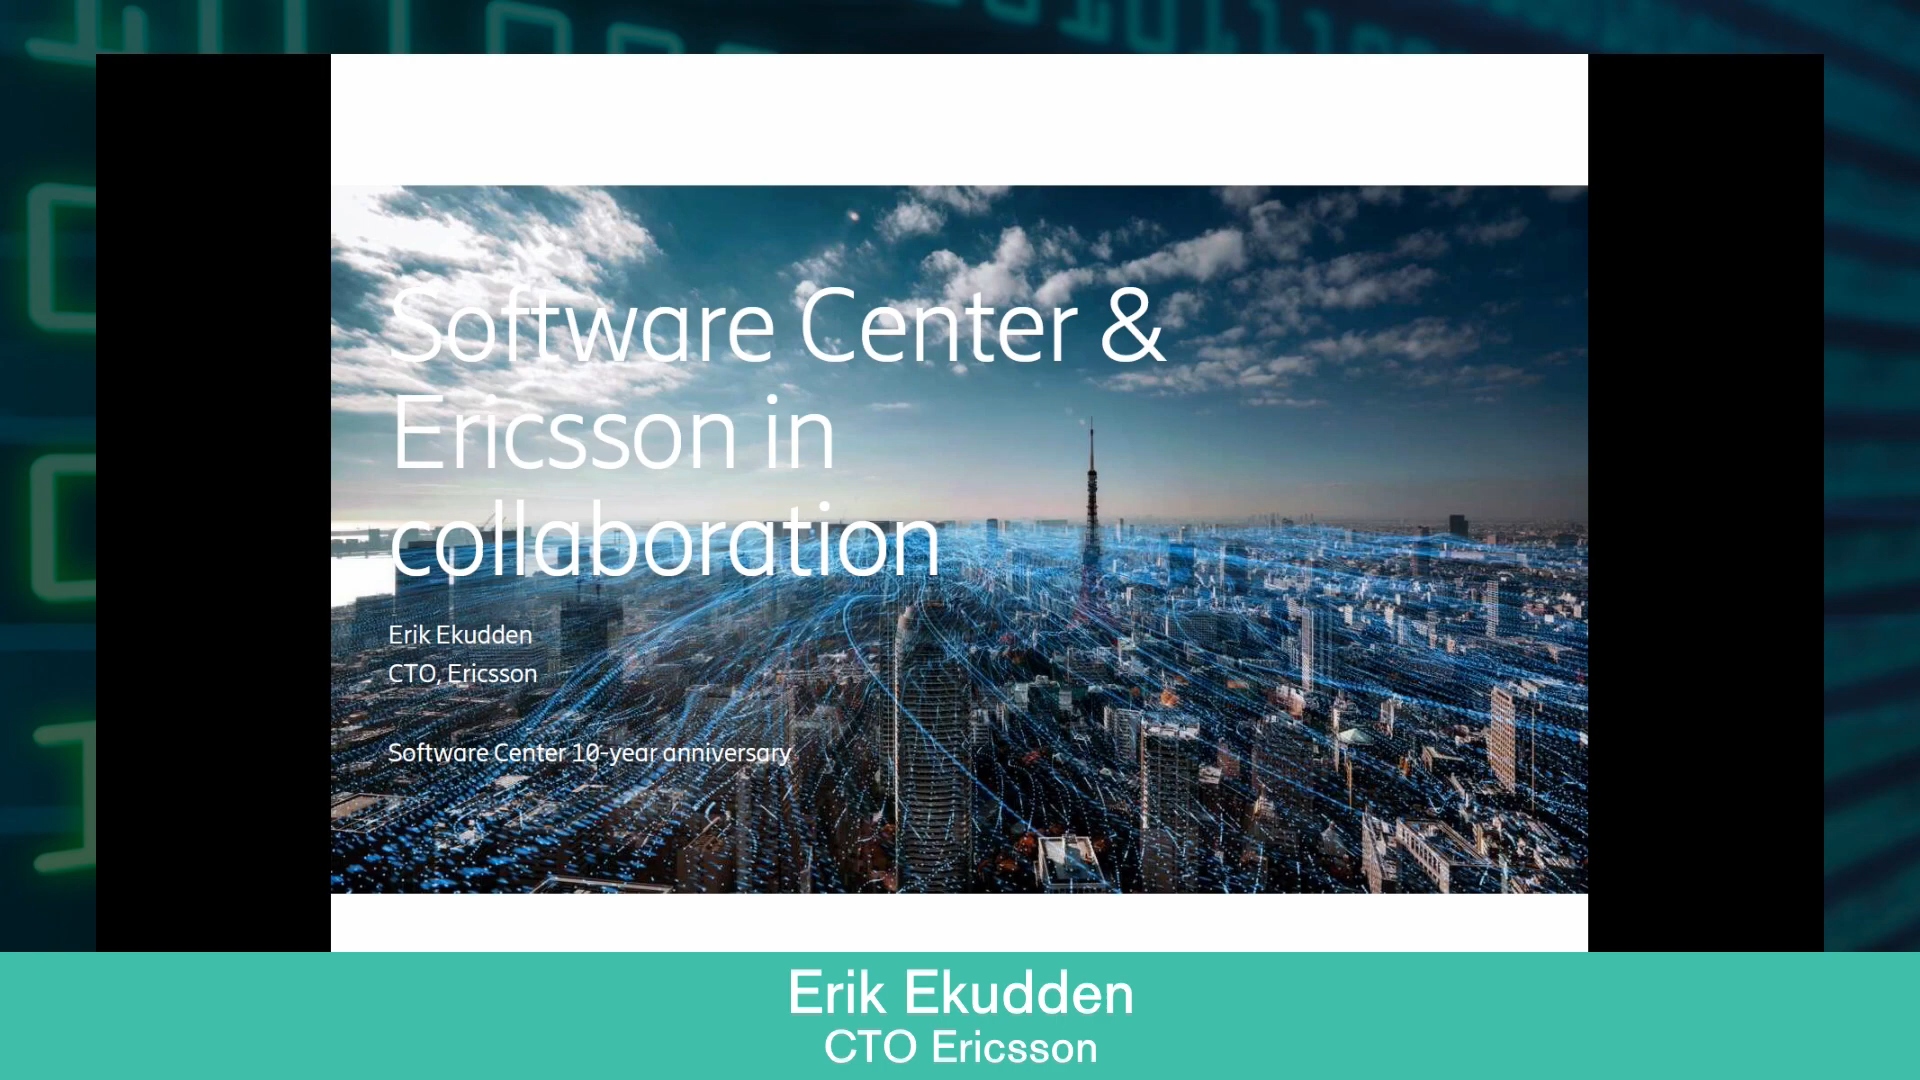 Software Center &
Ericsson in
collaboration
Erik Ekudden
CTO, Ericsson
Software Center 10-year anniversary
Erik Ekudden
CTO Ericsson